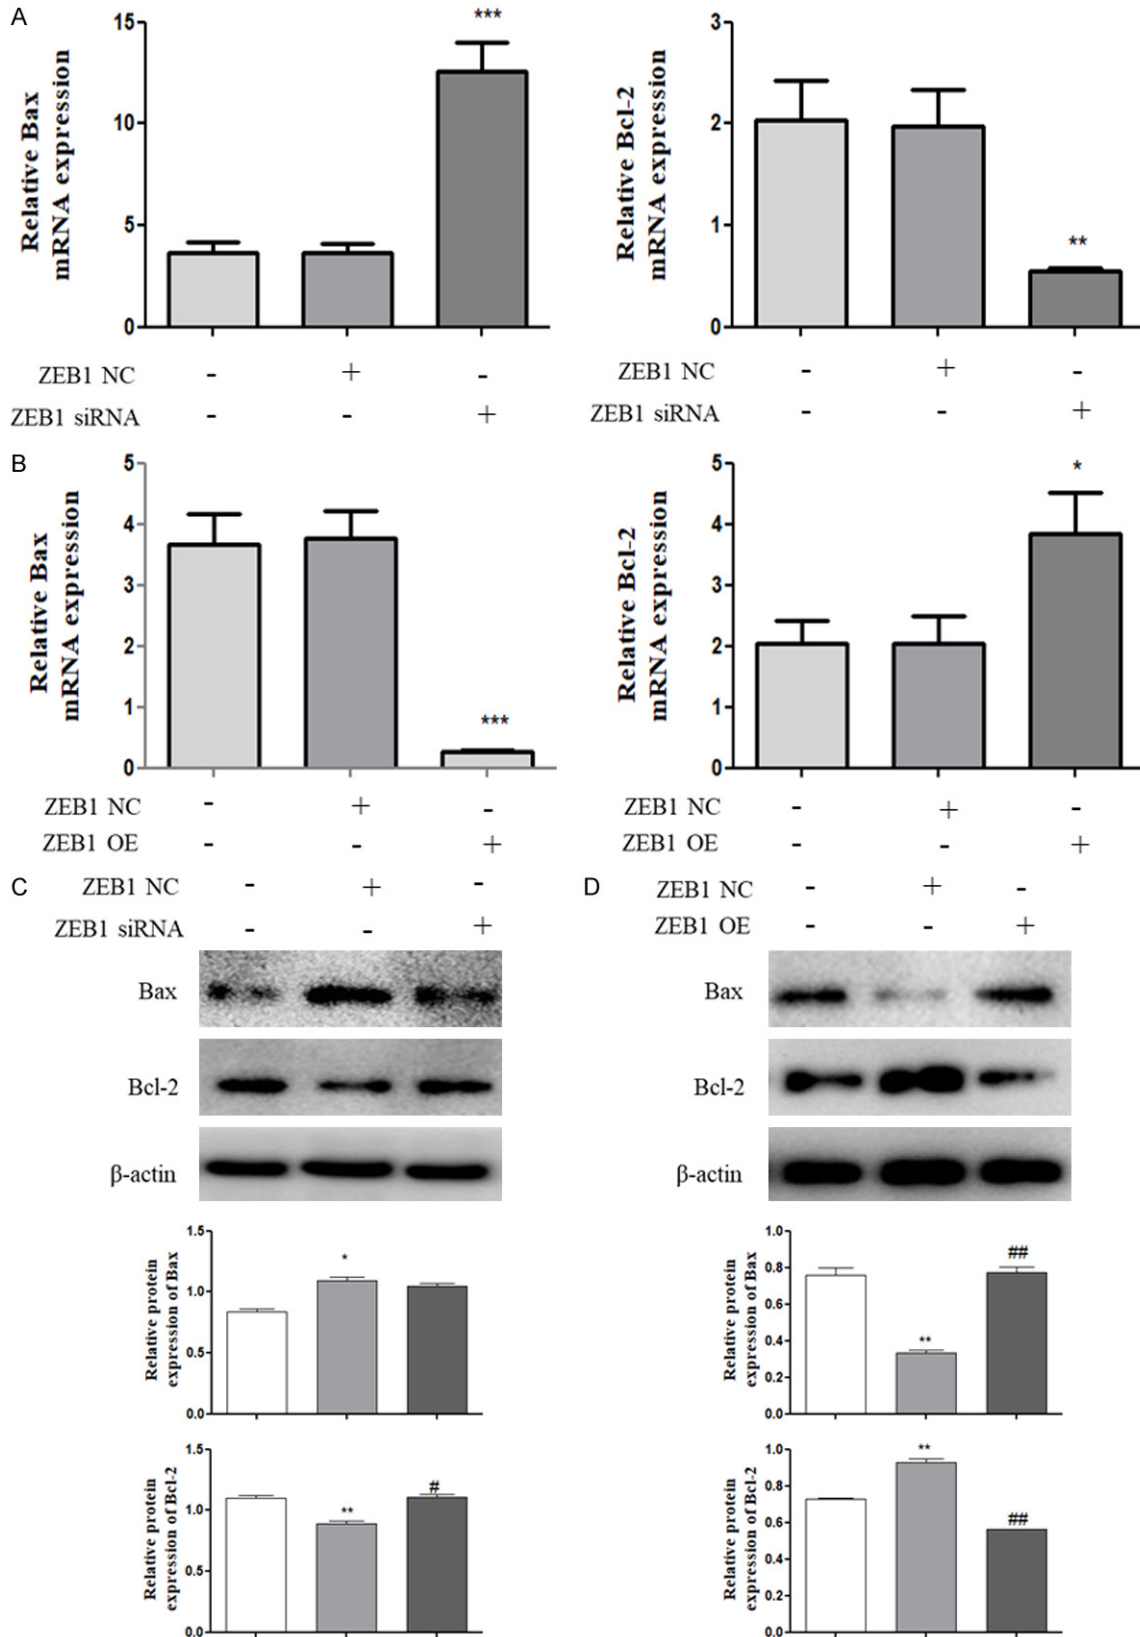 A
Relative Bax
mRNA expression
15
10
5
0
***
ZEB1 NC - + -
ZEB1 siRNA - - +
Relative Bcl-2
mRNA expression
3
2
1
0
**
ZEB1 NC - + -
ZEB1 siRNA - - +
B
Relative Bax
mRNA expression
5
4
3
2
1
0
***
ZEB1 NC - + -
ZEB1 OE - - +
Relative Bcl-2
mRNA expression
5
4
3
2
1
0
*
ZEB1 NC - + -
ZEB1 OE - - +
C
ZEB1 NC - + -
ZEB1 siRNA - - +
Bax
Bcl-2
β-actin
Relative protein
expression of Bax
1.5
1.0
0.5
0.0
*
Relative protein
expression of Bcl-2
1.5
1.0
0.5
0.0
**
#
D
ZEB1 NC - + -
ZEB1 OE - - +
Bax
Bcl-2
β-actin
Relative protein
expression of Bax
1.0
0.8
0.6
0.4
0.2
0.0
**
##
Relative protein
expression of Bcl-2
1.0
0.8
0.6
0.4
0.2
0.0
**
##